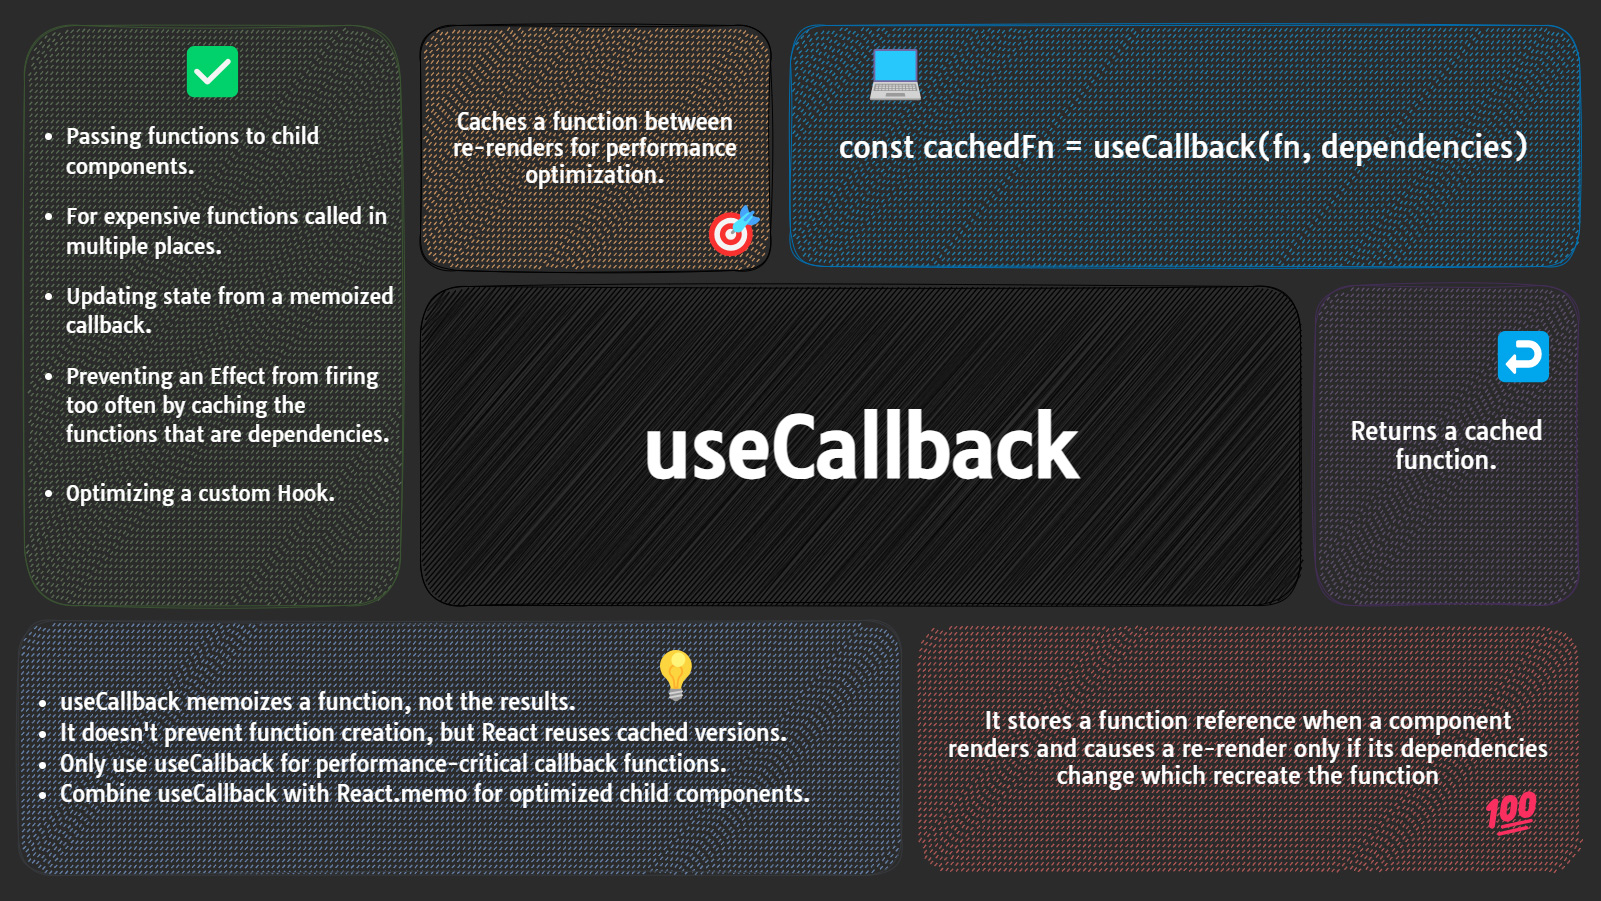 • Passing functions to child
components.
• For expensive functions called in
multiple places.
• Updating state from a memoized
callback.
• Preventing an Effect from firing
too often by caching the
functions that are dependencies.
• Optimizing a custom Hook.
Caches a function between
re-renders for performance
optimization.
const cachedFn = useCallback(fn, dependencies)
useCallback
Returns a cached
function.
• useCallback memoizes a function, not the results.
• It doesn't prevent function creation, but React reuses cached versions.
• Only use useCallback for performance-critical callback functions.
• Combine useCallback with React.memo for optimized child components.
It stores a function reference when a component
renders and causes a re-render only if its dependencies
change which recreate the function
100